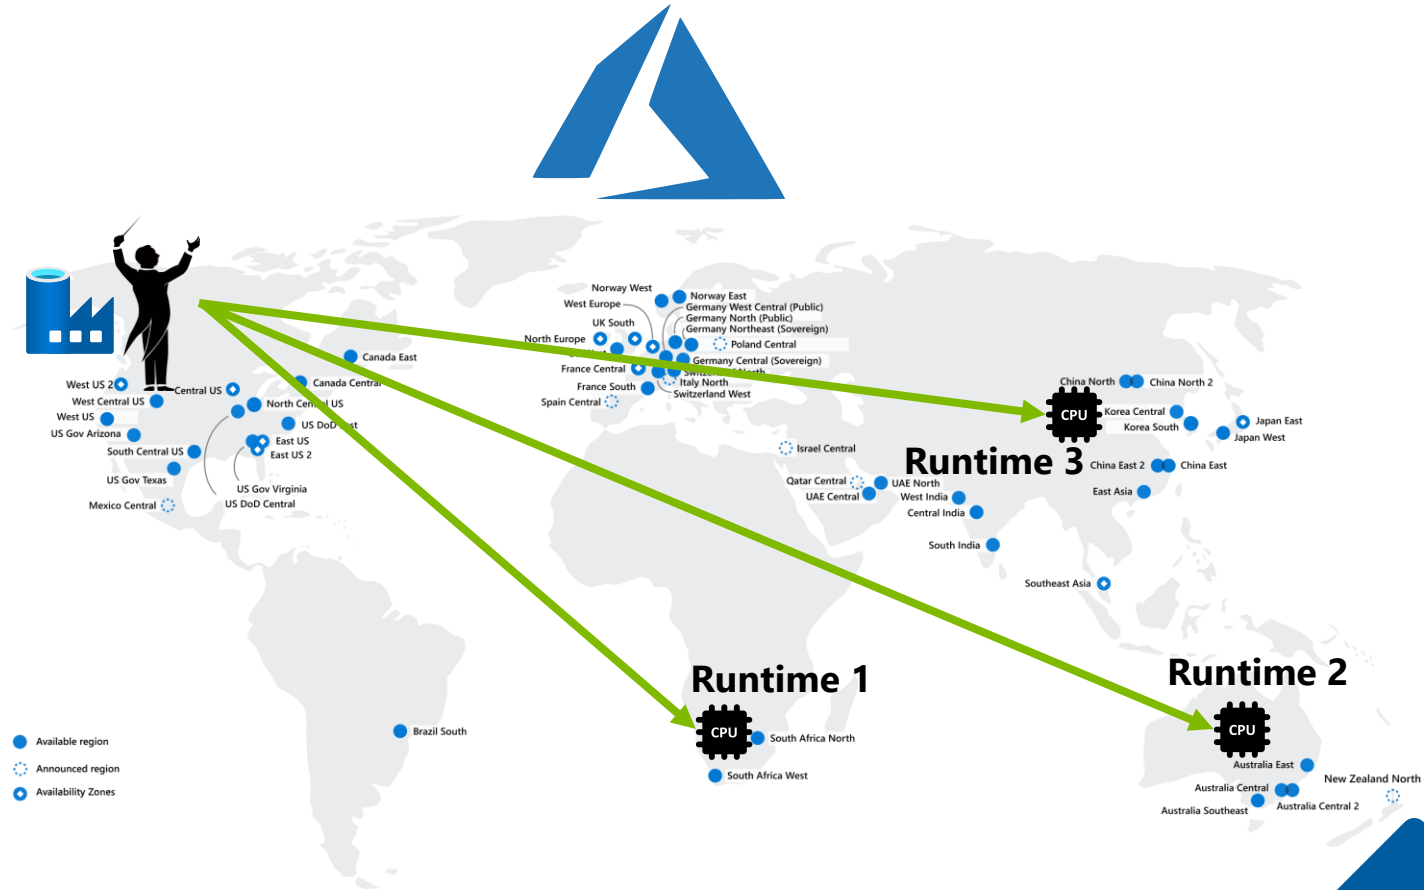 Norway West
Norway East
West Europe
Germany West Central (Public)
Germany North (Public)
UK South
Germany Northeast (Sovereign)
North Europe
Poland Central
Germany Central (Sovereign)
France Central
Switzerland North
Italy North
France South
Switzerland West
Spain Central
Canada East
Canada Central
West US 2
Central US
West Central US
North Central US
West US
US DoD East
US Gov Arizona
East US
South Central US
East US 2
US Gov Texas
US Gov Virginia
Mexico Central
US DoD Central
China North
China North 2
CPU
Korea Central
Korea South
Japan East
Japan West
Israel Central
Runtime 3
China East 2
China East
Qatar Central
UAE North
UAE Central
West India
East Asia
Central India
South India
Southeast Asia
Runtime 1
Runtime 2
CPU
CPU
Brazil South
South Africa North
South Africa West
Australia East
New Zealand North
Australia Central
Australia Central 2
Australia Southeast
Available region
Announced region
Availability Zones